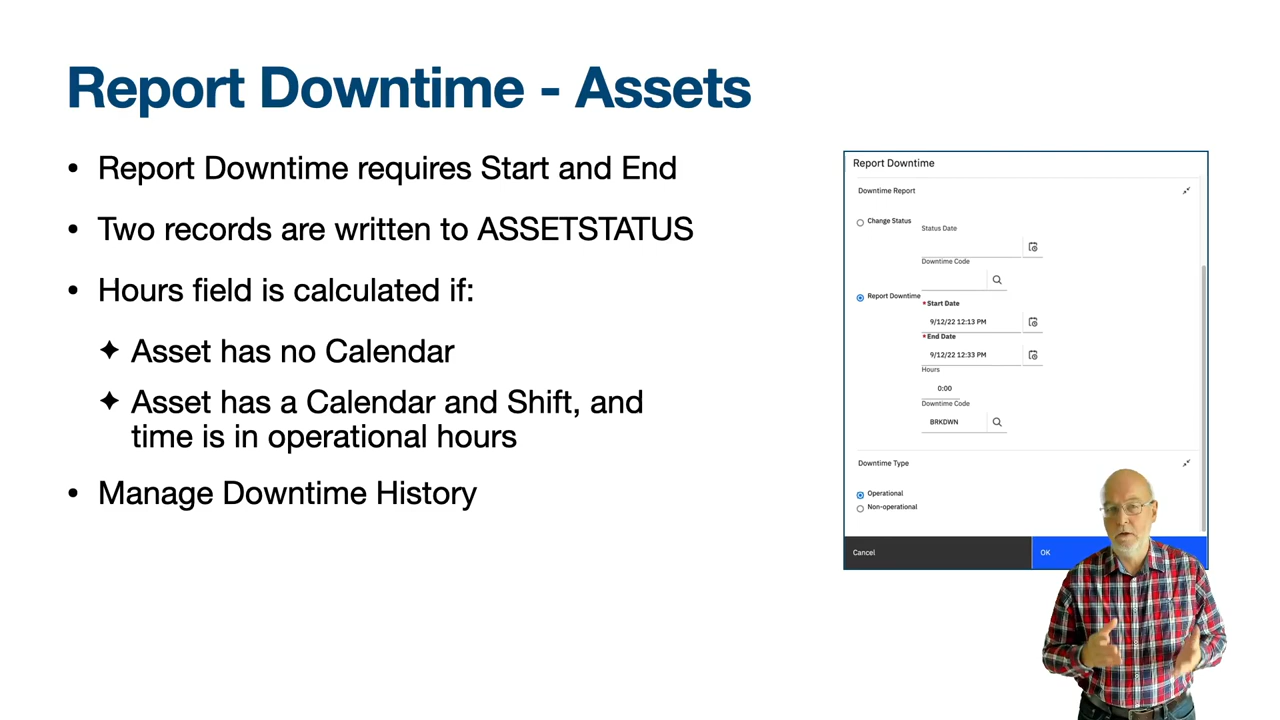 Report Downtime - Assets
• Report Downtime requires Start and End
• Two records are written to ASSETSTATUS
• Hours field is calculated if:
✦ Asset has no Calendar
✦ Asset has a Calendar and Shift, and
time is in operational hours
• Manage Downtime History
Report Downtime
Downtime Report
Change Status
Status Date
Downtime Code
Report Downtime
* Start Date
9/12/22 12:13 PM
* End Date
9/12/22 12:33 PM
Hours
0:00
Downtime Code
BRKDWN
Downtime Type
Operational
Non-operational
Cancel
OK